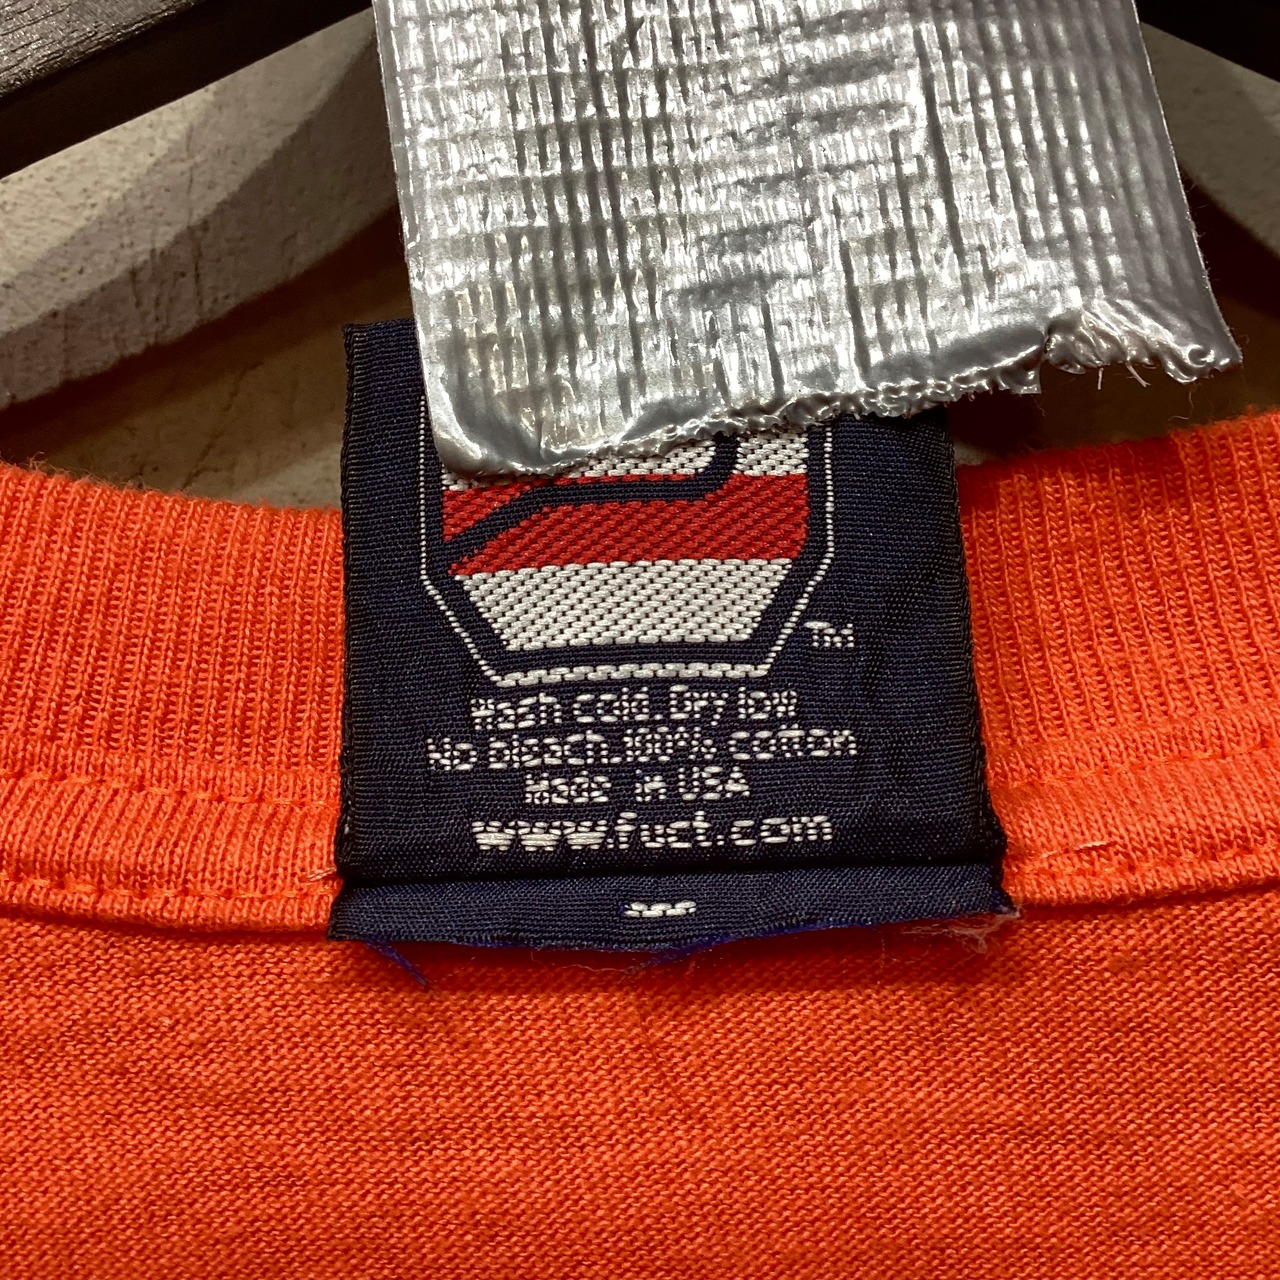 TM
Wash cold. Dry low
No bleach.100% cotton
Made in USA
www.fuct.com